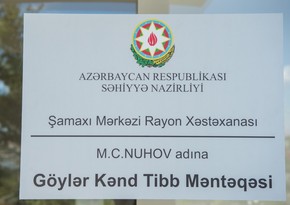 AZƏRBAYCAN RESPUBLİKASI
SƏHİYYƏ NAZİRLİYİ
Şamaxı Mərkəzi Rayon Xəstəxanası
M.C.NUHOV adına
Göylər Kənd Tibb Məntəqəsi